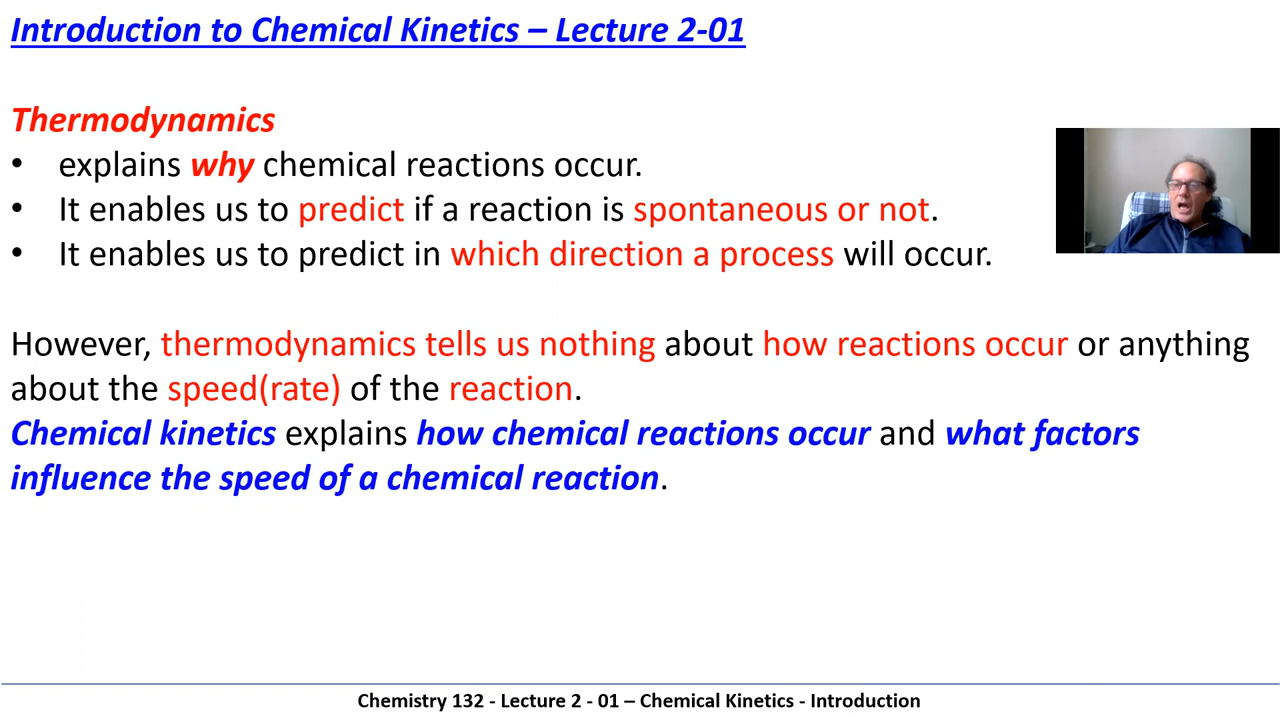 Introduction to Chemical Kinetics – Lecture 2-01
Thermodynamics
• explains why chemical reactions occur.
• It enables us to predict if a reaction is spontaneous or not.
• It enables us to predict in which direction a process will occur.
However, thermodynamics tells us nothing about how reactions occur or anything
about the speed(rate) of the reaction.
Chemical kinetics explains how chemical reactions occur and what factors
influence the speed of a chemical reaction.
Chemistry 132 - Lecture 2 - 01 – Chemical Kinetics - Introduction